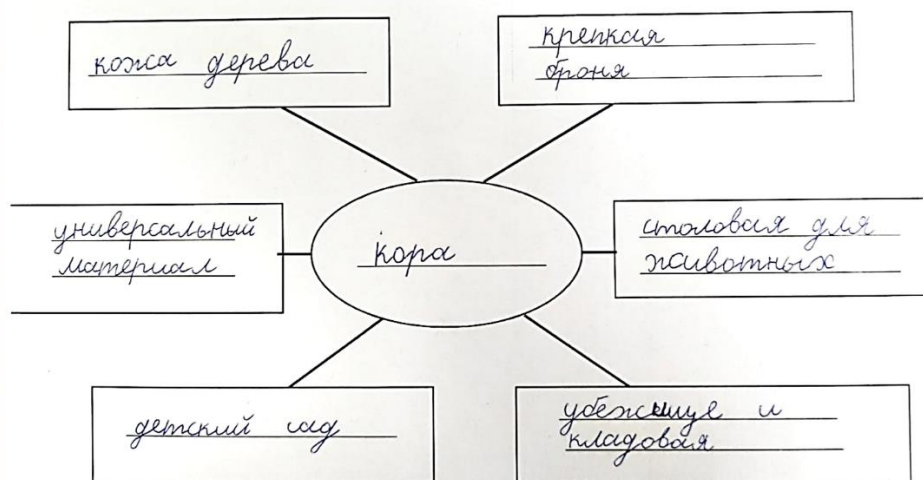 кожа дерева
крепкая
броня
универсальный
материал
кора
столовая для
животных
детский сад
убежище и
кладовая